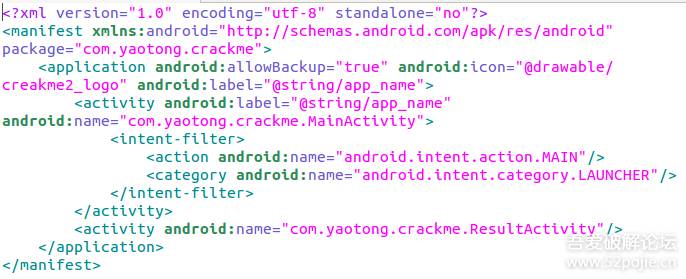 <?xml version="1.0" encoding="utf-8" standalone="no"?>
<manifest xmlns:android="http://schemas.android.com/apk/res/android"
package="com.yaotong.crackme">
    <application android:allowBackup="true" android:icon="@drawable/
creakme2_logo" android:label="@string/app_name">
        <activity android:label="@string/app_name"
android:name="com.yaotong.crackme.MainActivity">
            <intent-filter>
                <action android:name="android.intent.action.MAIN"/>
                <category android:name="android.intent.category.LAUNCHER"/>
            </intent-filter>
        </activity>
        <activity android:name="com.yaotong.crackme.ResultActivity"/>
    </application>
</manifest>
吾爱破解论坛
www.52pojie.cn